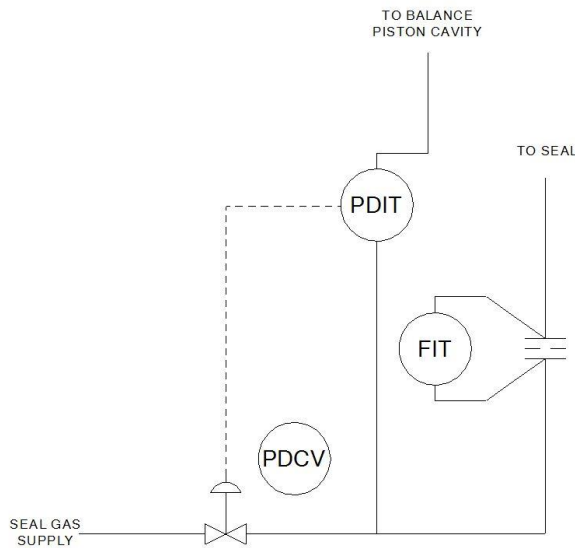 TO BALANCE
PISTON CAVITY
TO SEAL
PDIT
FIT
PDCV
SEAL GAS
SUPPLY